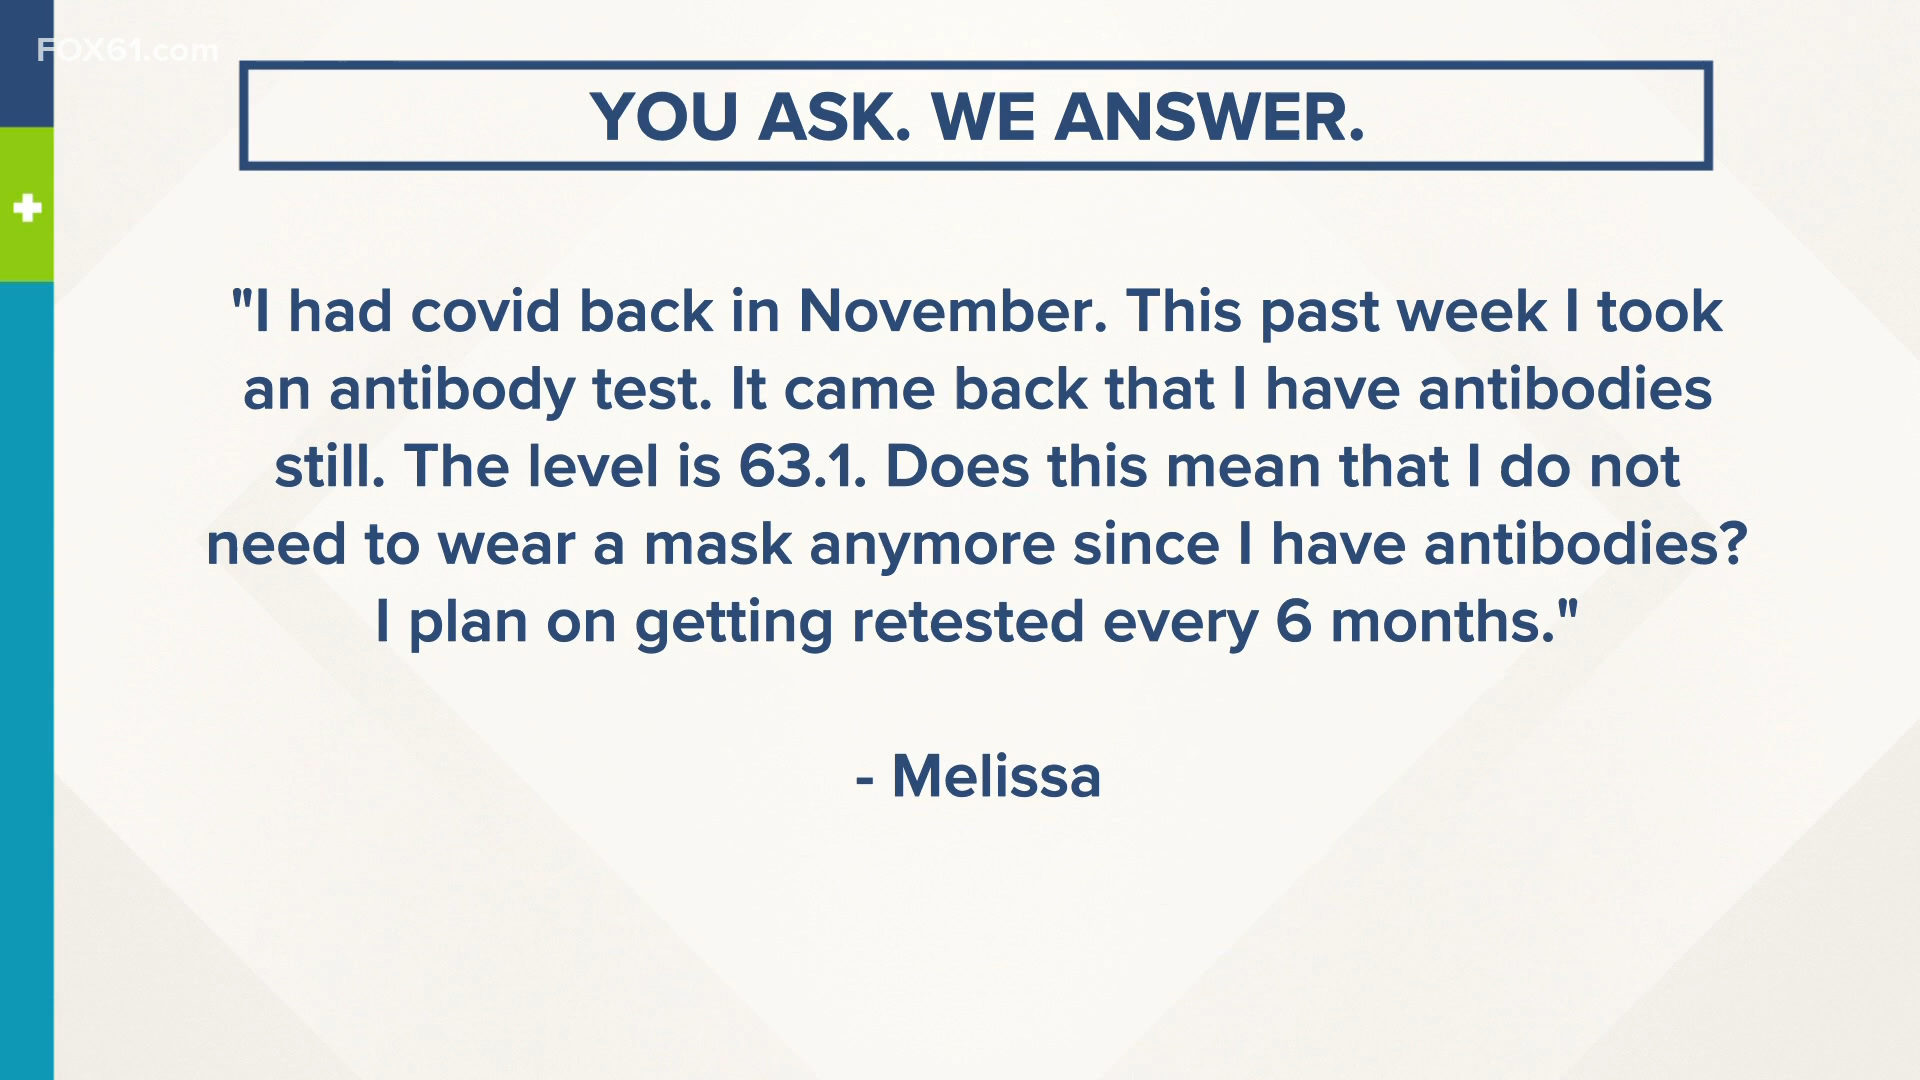 FOX61.com
YOU ASK. WE ANSWER.
"I had covid back in November. This past week I took
an antibody test. It came back that I have antibodies
still. The level is 63.1. Does this mean that I do not
need to wear a mask anymore since I have antibodies?
I plan on getting retested every 6 months."
- Melissa